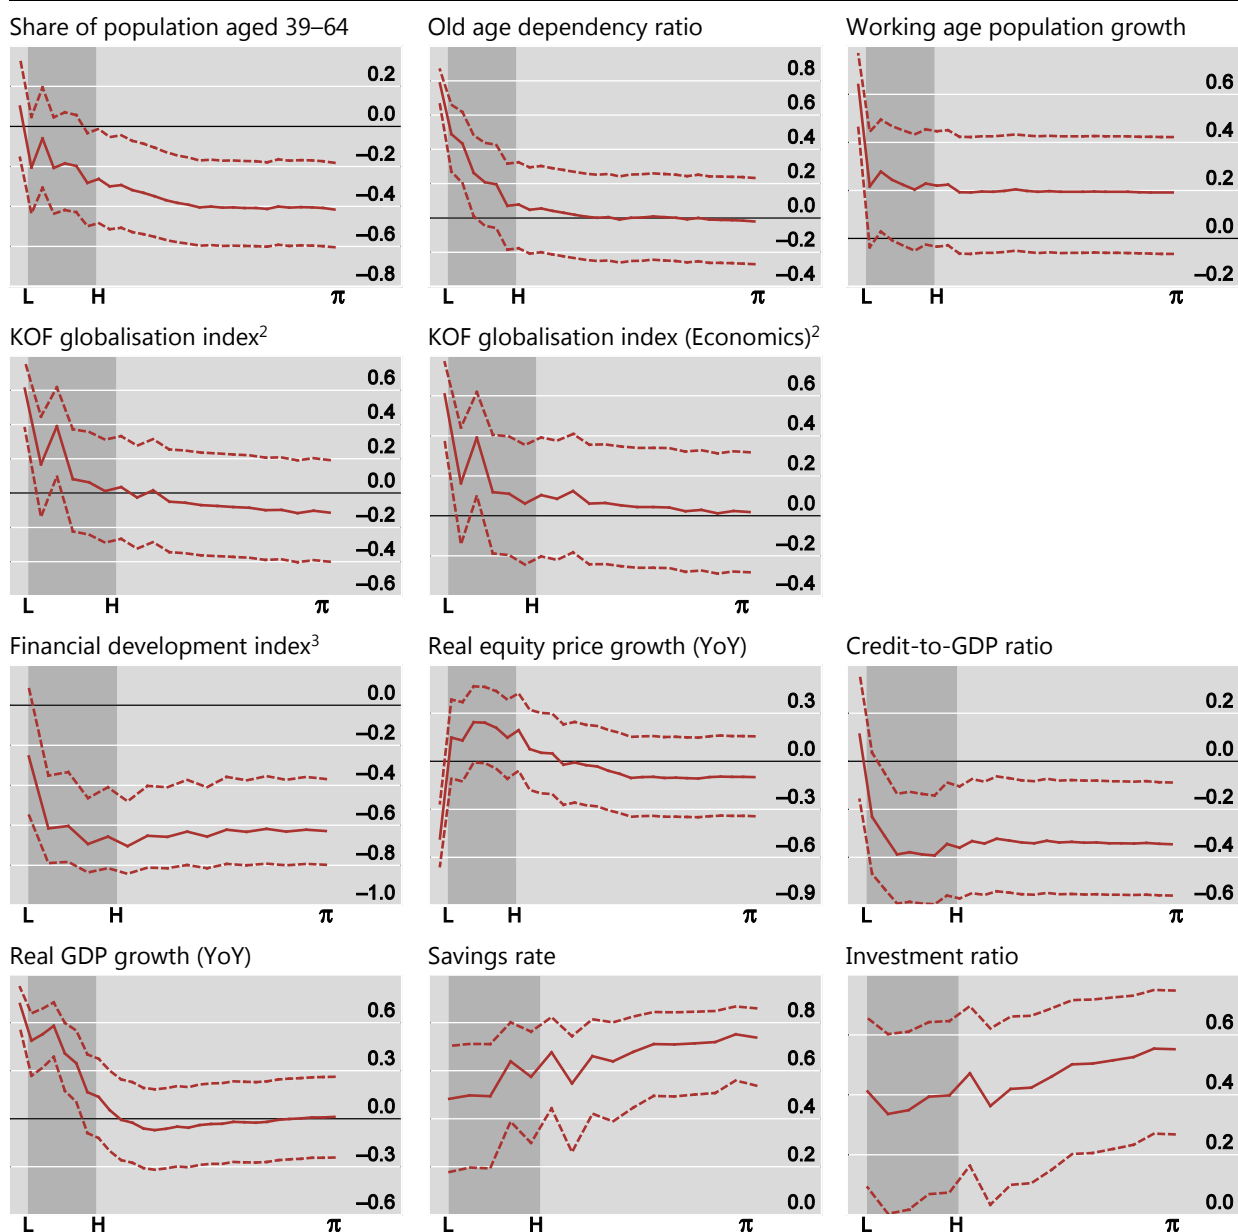 Share of population aged 39–64
0.2
0.0
–0.2
–0.4
–0.6
–0.8
L H π
Old age dependency ratio
0.8
0.6
0.4
0.2
0.0
–0.2
–0.4
L H π
Working age population growth
0.6
0.4
0.2
0.0
–0.2
L H π
KOF globalisation index²
0.6
0.4
0.2
0.0
–0.2
–0.4
–0.6
L H π
KOF globalisation index (Economics)²
0.6
0.4
0.2
0.0
–0.2
–0.4
L H π
Financial development index³
0.0
–0.2
–0.4
–0.6
–0.8
–1.0
L H π
Real equity price growth (YoY)
0.3
0.0
–0.3
–0.6
–0.9
L H π
Credit-to-GDP ratio
0.2
0.0
–0.2
–0.4
–0.6
L H π
Real GDP growth (YoY)
0.6
0.3
0.0
–0.3
–0.6
L H π
Savings rate
0.8
0.6
0.4
0.2
0.0
L H π
Investment ratio
0.6
0.4
0.2
0.0
L H π